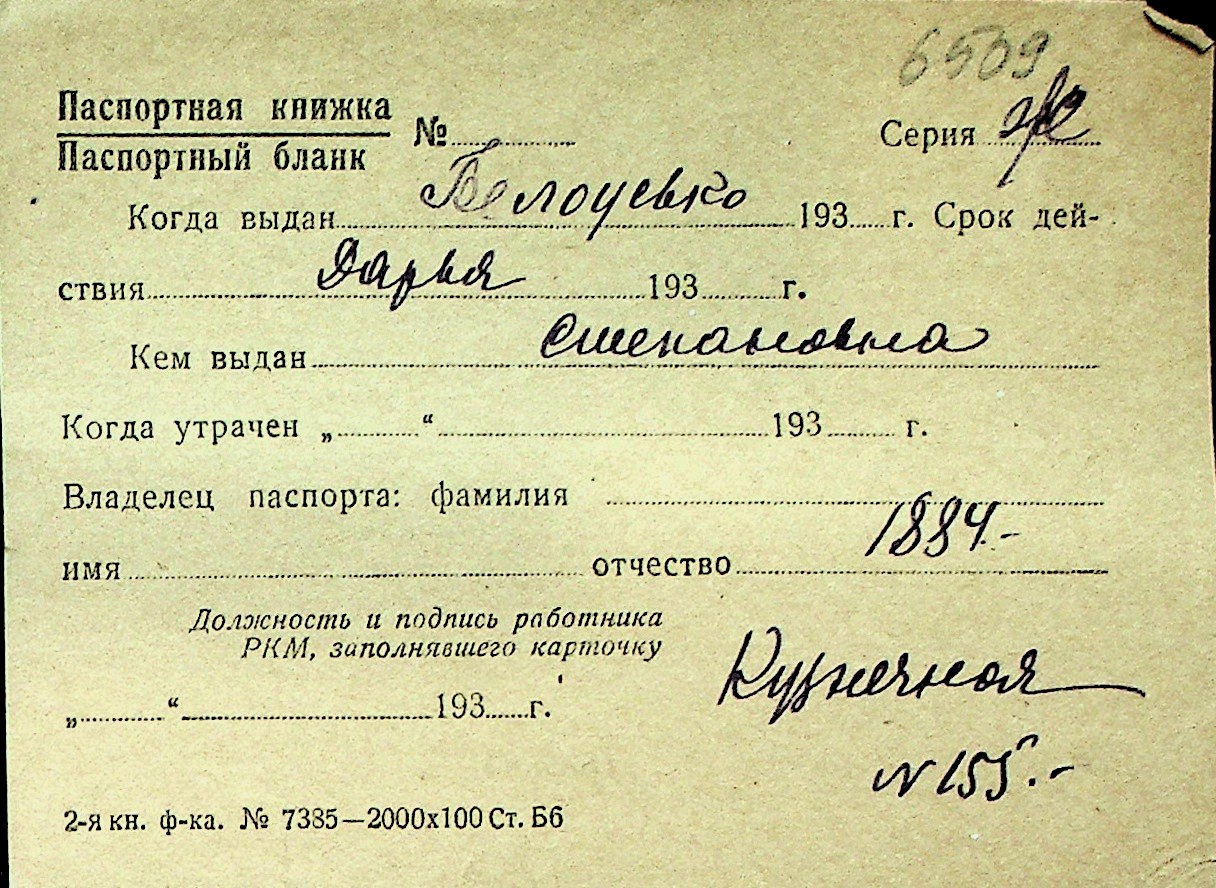 6509
Паспортная книжка
Паспортный бланк № Серия
Белоусько
Когда выдан 193 г. Срок дей-
Дарья
ствия 193 г.
Степановна
Кем выдан
Когда утрачен „ “ 193 г.
Владелец паспорта: фамилия
1884.-
имя отчество
Должность и подпись работника
РКМ, заполнявшего карточку
Кузнечная
„ “ 193 г.
N 155.-
2-я кн. ф-ка. № 7385—2000х100 Ст. Б6